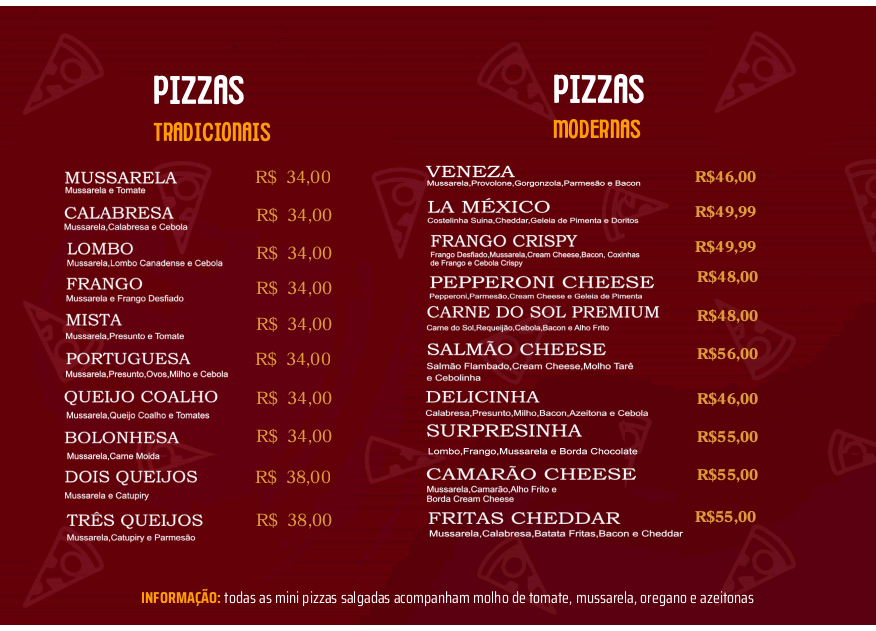 PIZZAS
TRADICIONAIS
MUSSARELA R$ 34,00
Mussarela e Tomate
CALABRESA R$ 34,00
Mussarela,Calabresa e Cebola
LOMBO R$ 34,00
Mussarela,Lombo Canadense e Cebola
FRANGO R$ 34,00
Mussarela e Frango Desfiado
MISTA R$ 34,00
Mussarela,Presunto e Tomate
PORTUGUESA R$ 34,00
Mussarela,Presunto,Ovos,Milho e Cebola
QUEIJO COALHO R$ 34,00
Mussarela,Queijo Coalho e Tomates
BOLONHESA R$ 34,00
Mussarela,Carne Moida
DOIS QUEIJOS R$ 38,00
Mussarela e Catupiry
TRÊS QUEIJOS R$ 38,00
Mussarela,Catupiry e Parmesão
PIZZAS
MODERNAS
VENEZA R$46,00
Mussarela,Provolone,Gorgonzola,Parmesão e Bacon
LA MÉXICO R$49,99
Costelinha Suina,Cheddar,Geleia de Pimenta e Doritos
FRANGO CRISPY R$49,99
Frango Desfiado,Mussarela,Cream Cheese,Bacon, Coxinhas
de Frango e Cebola Crispy
PEPPERONI CHEESE R$48,00
Pepperoni,Parmesão,Cream Cheese e Geleia de Pimenta
CARNE DO SOL PREMIUM R$48,00
Carne do Sol,Requeijão,Cebola,Bacon e Alho Frito
SALMÃO CHEESE R$56,00
Salmão Flambado,Cream Cheese,Molho Tarê
e Cebolinha
DELICINHA R$46,00
Calabresa,Presunto,Milho,Bacon,Azeitona e Cebola
SURPRESINHA R$55,00
Lombo,Frango,Mussarela e Borda Chocolate
CAMARÃO CHEESE R$55,00
Mussarela,Camarão,Alho Frito e
Borda Cream Cheese
FRITAS CHEDDAR R$55,00
Mussarela,Calabresa,Batata Fritas,Bacon e Cheddar
INFORMAÇÃO: todas as mini pizzas salgadas acompanham molho de tomate, mussarela, oregano e azeitonas